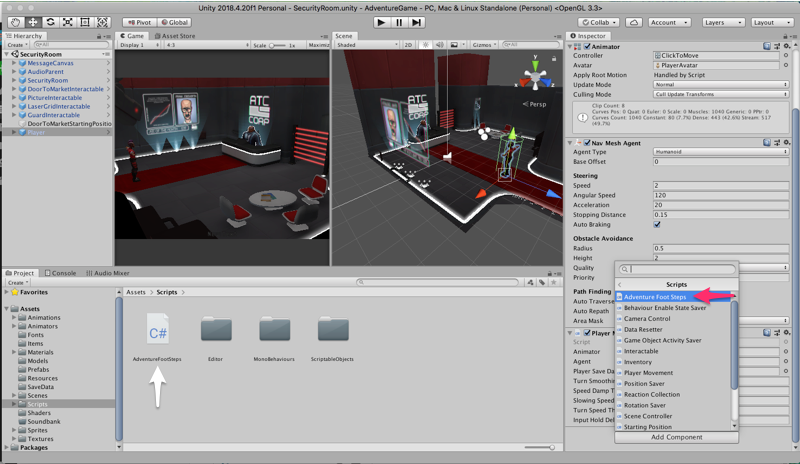 Unity 2018.4.20f1 Personal - SecurityRoom.unity - AdventureGame - PC, Mac & Linux Standalone (Personal) <OpenGL 3.3>
Pivot Global Collab Account Layers Layout
Hierarchy
Create All
SecurityRoom
MessageCanvas
AudioParent
SecurityRoom
DoorToMarketInteractable
PictureInteractable
LaserGridInteractable
GuardInteractable
DoorToMarketStartingPositio
Player
Game Asset Store
Display 1 4:3 Scale 1x Maximize
ATC
CORP
Scene
Shaded 2D Gizmos All
y
Persp
ATC
CORP
Inspector
Animator
Controller ClickToMove
Avatar PlayerAvatar
Apply Root Motion Handled by Script
Update Mode Normal
Culling Mode Cull Update Transforms
Clip Count: 8
Curves Pos: 0 Quat: 0 Euler: 0 Scale: 0 Muscles: 1040 Generic: 0 PPtr: 0
Curves Count: 1040 Constant: 80 (7.7%) Dense: 443 (42.6%) Stream: 517
(49.7%)
Nav Mesh Agent
Agent Type Humanoid
Base Offset 0
Steering
Speed 2
Angular Speed 120
Acceleration 20
Stopping Distance 0.15
Auto Braking
Obstacle Avoidance
Radius 0.5
Height 2
Quality
Priority
Path Finding
Auto Traverse
Auto Repath
Area Mask
Player M
Script
Animator
Agent
Player Save Da
Turn Smoothin
Speed Damp T
Slowing Speed
Turn Speed Th
Input Hold Del
Scripts
Adventure Foot Steps
Behaviour Enable State Saver
Camera Control
Data Resetter
Game Object Activity Saver
Interactable
Inventory
Player Movement
Position Saver
Reaction Collection
Rotation Saver
Scene Controller
Starting Position
Add Component
Project Console Audio Mixer
Create
Favorites
Assets
Animations
Animators
Fonts
Items
Materials
Models
Prefabs
Resources
SaveData
Scenes
Scripts
Shaders
Soundbank
Sprites
Textures
Packages
Assets > Scripts
C#
AdventureFootSteps
Editor
MonoBehaviours
ScriptableObjects